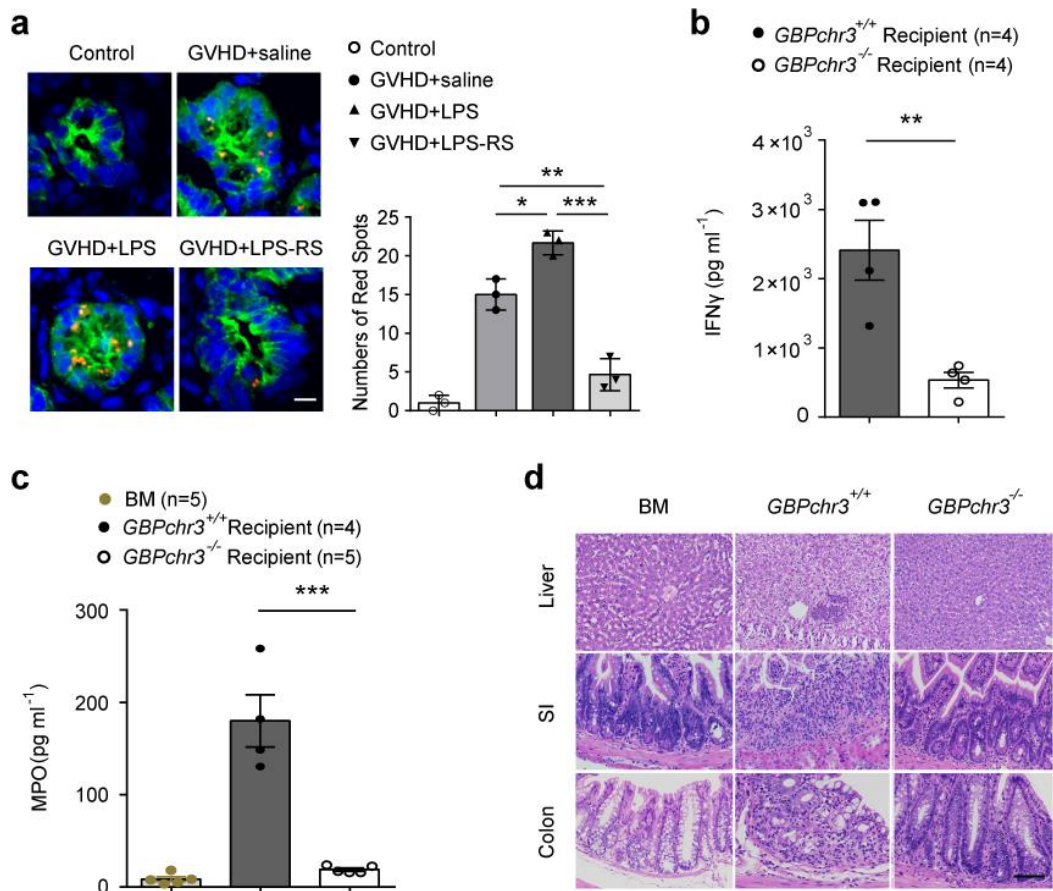 a
Control
GVHD+saline
GVHD+LPS
GVHD+LPS-RS
Control
GVHD+saline
GVHD+LPS
GVHD+LPS-RS
**
*
***
Numbers of Red Spots
25
20
15
10
5
0
b
GBPchr3+/+ Recipient (n=4)
GBPchr3-/- Recipient (n=4)
**
IFNγ (pg ml-1)
4×10³
3×10³
2×10³
1×10³
0
c
BM (n=5)
GBPchr3+/+Recipient (n=4)
GBPchr3-/- Recipient (n=5)
***
MPO(pg ml-1)
300
200
100
0
d
BM
GBPchr3+/+
GBPchr3-/-
Liver
SI
Colon